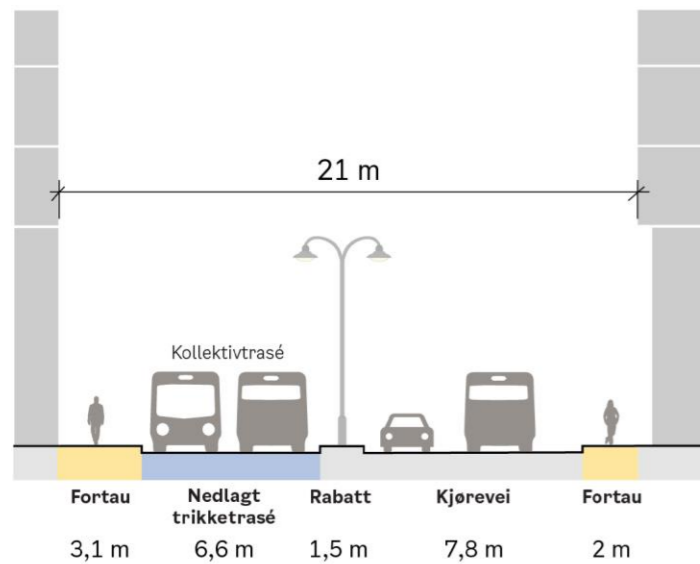 21 m
Kollektivtrasé
Fortau
Nedlagt
trikketrasé
Rabatt
Kjørevei
Fortau
3,1 m
6,6 m
1,5 m
7,8 m
2 m